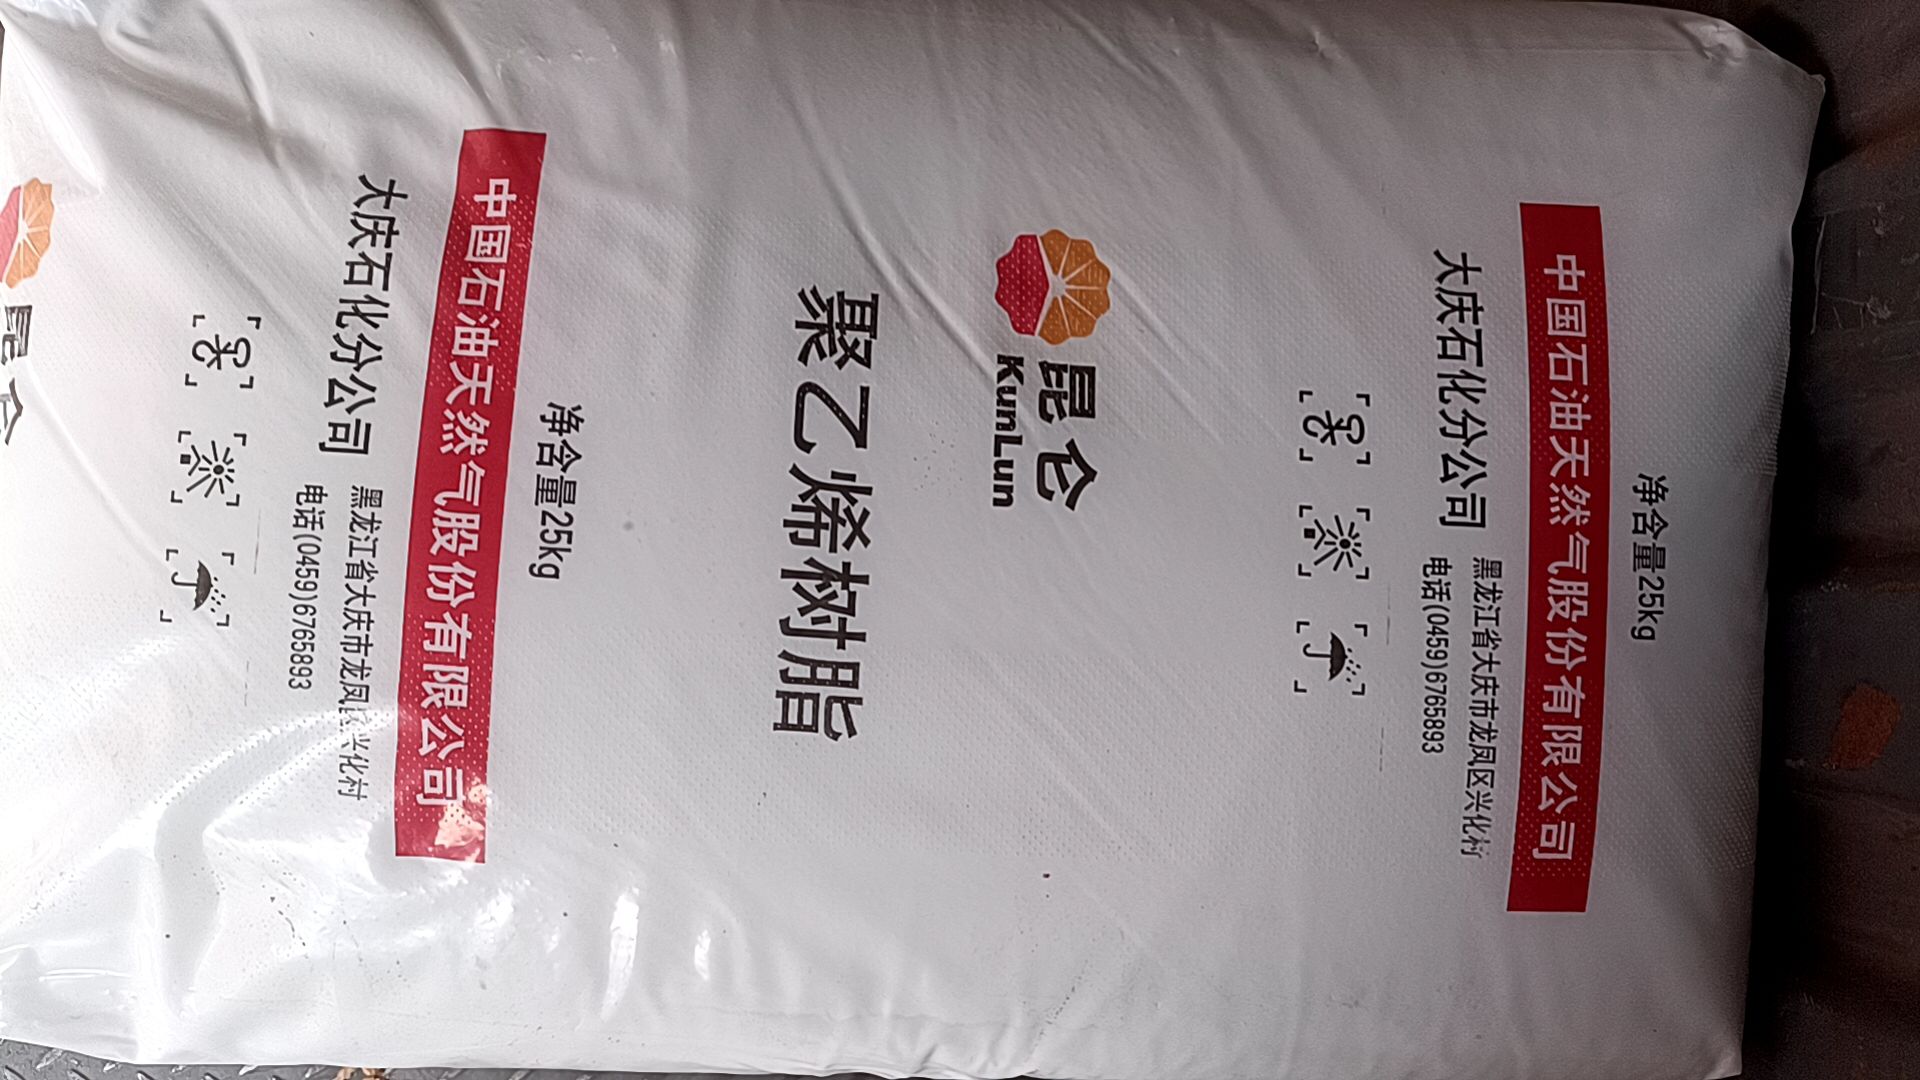 净含量25kg
中国石油天然气股份有限公司
大庆石化分公司
黑龙江省大庆市龙凤区兴化村
电话(0459)6765893
昆仑
KunLun
聚乙烯树脂
净含量25kg
中国石油天然气股份有限公司
大庆石化分公司
黑龙江省大庆市龙凤区兴化村
电话(0459)6765893
昆仑